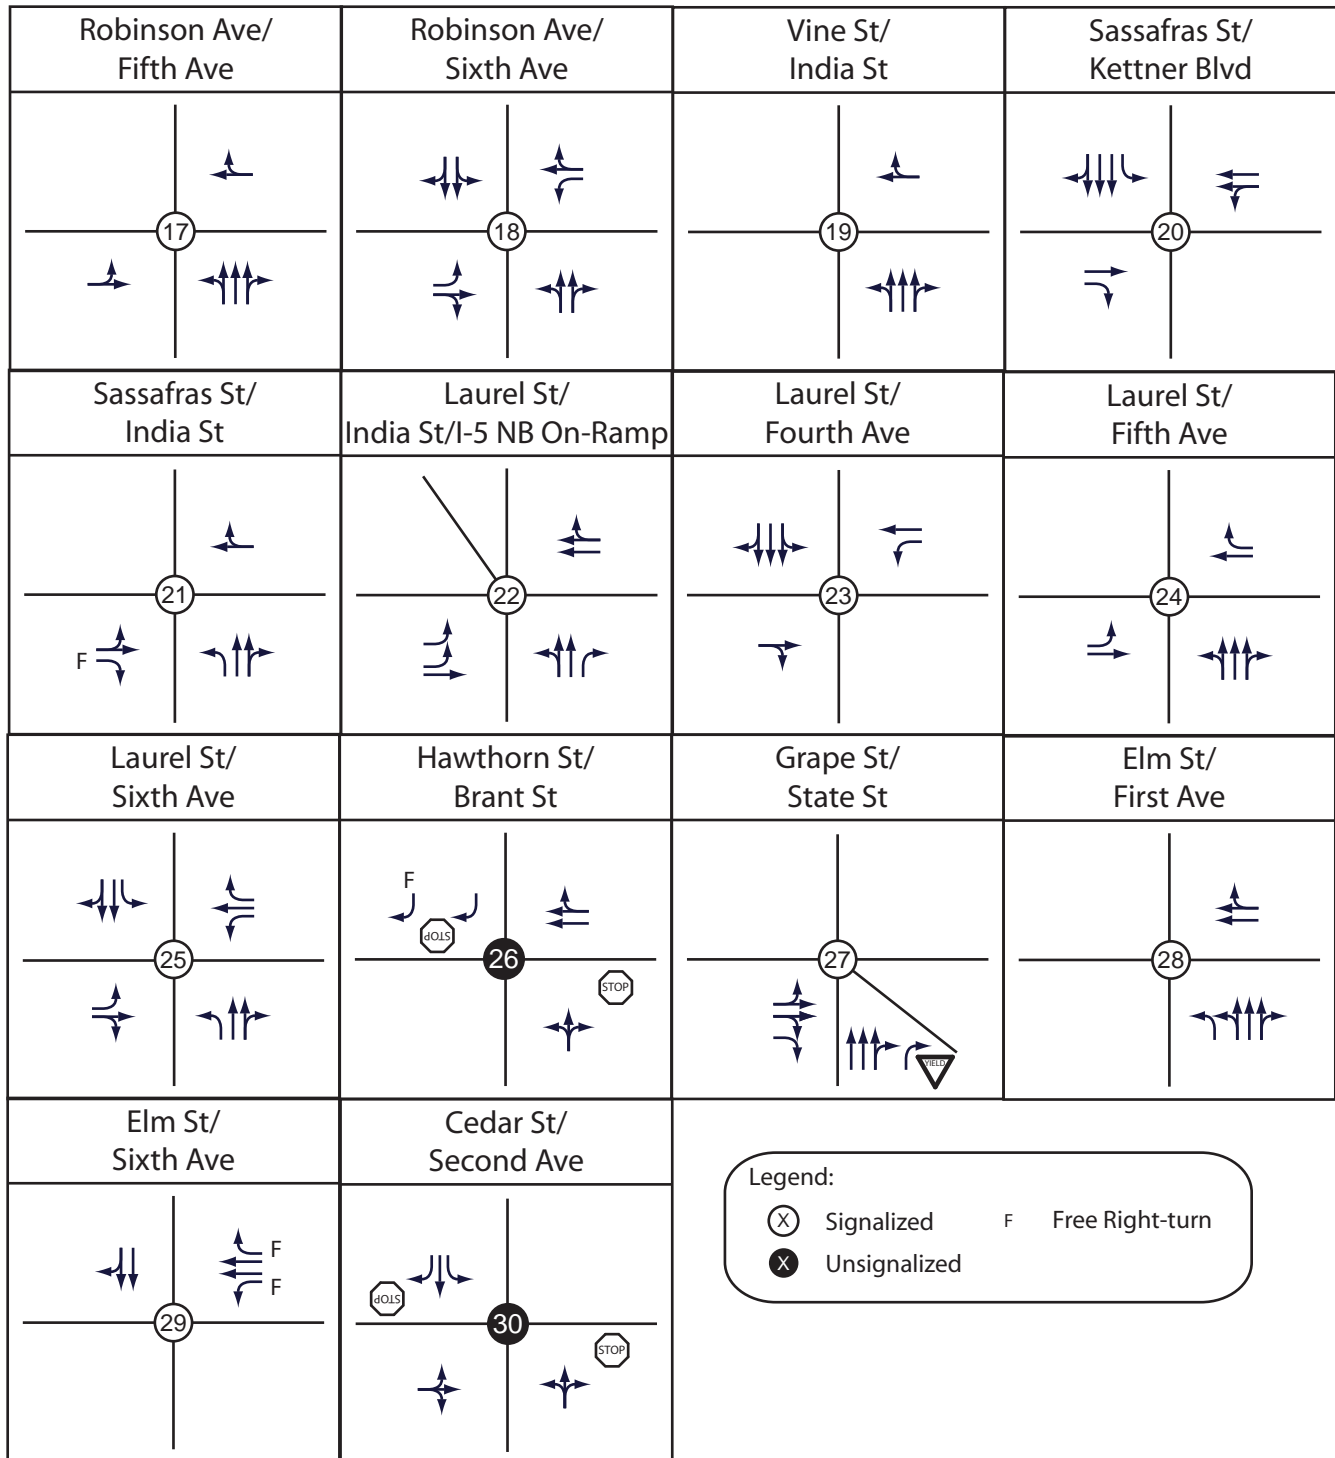 Robinson Ave/
Fifth Ave
17
Robinson Ave/
Sixth Ave
18
Vine St/
India St
19
Sassafras St/
Kettner Blvd
20
Sassafras St/
India St
21
F
Laurel St/
India St/I-5 NB On-Ramp
22
Laurel St/
Fourth Ave
23
Laurel St/
Fifth Ave
24
Laurel St/
Sixth Ave
25
Hawthorn St/
Brant St
F
STOP
26
STOP
Grape St/
State St
27
YIELD
Elm St/
First Ave
28
Elm St/
Sixth Ave
F
F
29
Cedar St/
Second Ave
STOP
30
STOP
Legend:
X Signalized
F Free Right-turn
X Unsignalized